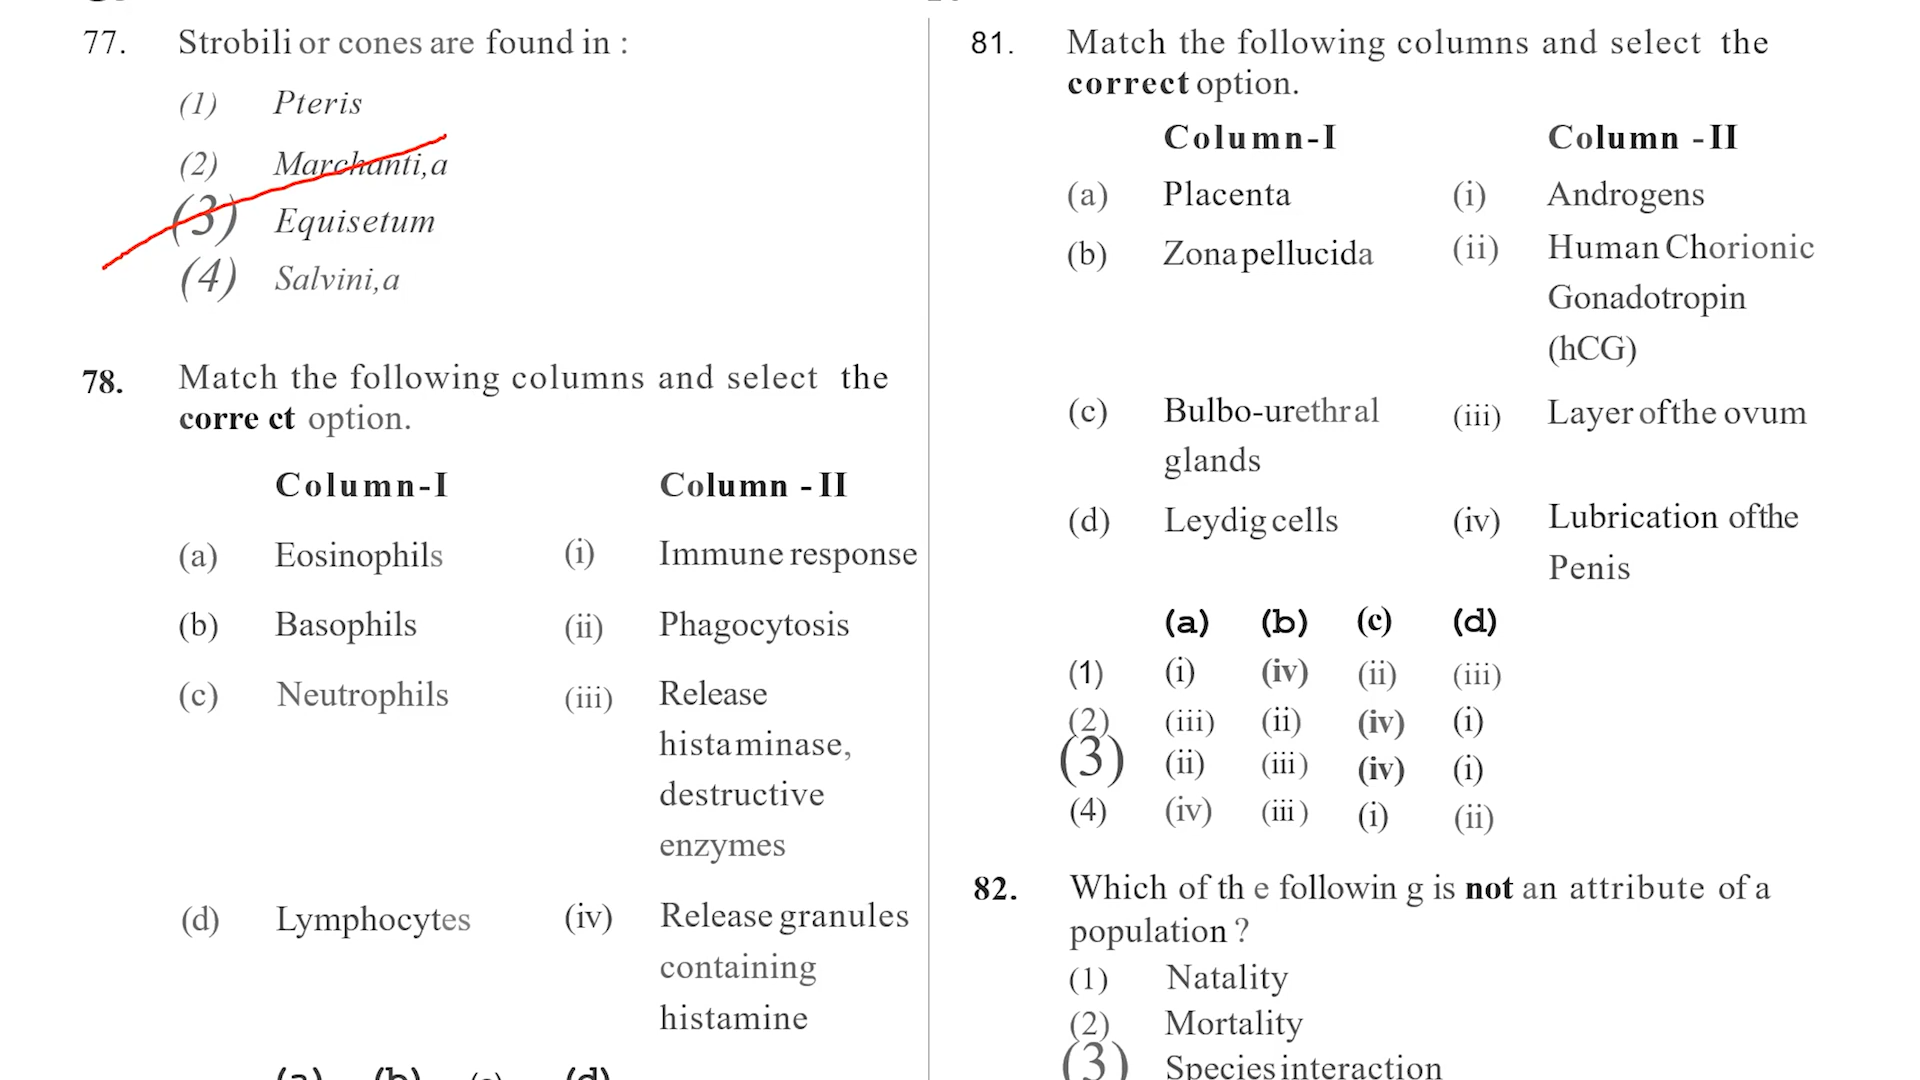 77. Strobili or cones are found in :
(1) Pteris
(2) Marchanti,a
(3) Equisetum
(4) Salvini,a
78. Match the following columns and select the
corre ct option.
Column-I Column -II
(a) Eosinophils (i) Immune response
(b) Basophils (ii) Phagocytosis
(c) Neutrophils (iii) Release
histaminase,
destructive
enzymes
(d) Lymphocytes (iv) Release granules
containing
histamine
(a) (b) (c) (d)
81. Match the following columns and select the
correct option.
Column-I Column -II
(a) Placenta (i) Androgens
(b) Zona pellucida (ii) Human Chorionic
Gonadotropin
(hCG)
(c) Bulbo-urethral (iii) Layer ofthe ovum
glands
(d) Leydig cells (iv) Lubrication ofthe
Penis
(a) (b) (c) (d)
(1) (i) (iv) (ii) (iii)
(2) (iii) (ii) (iv) (i)
(3) (ii) (iii) (iv) (i)
(4) (iv) (iii) (i) (ii)
82. Which of th e followin g is not an attribute of a
population ?
(1) Natality
(2) Mortality
(3) Species interaction